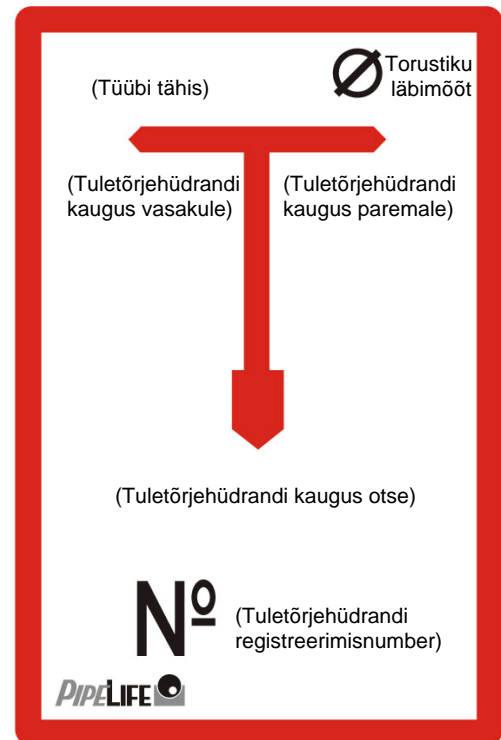 (Tüübi tähis)
Ø Torustiku
läbimõõt
(Tuletõrjehüdrandi
kaugus vasakule)
(Tuletõrjehüdrandi
kaugus paremale)
(Tuletõrjehüdrandi kaugus otse)
Nº
(Tuletõrjehüdrandi
registreerimisnumber)
PIPELIFE